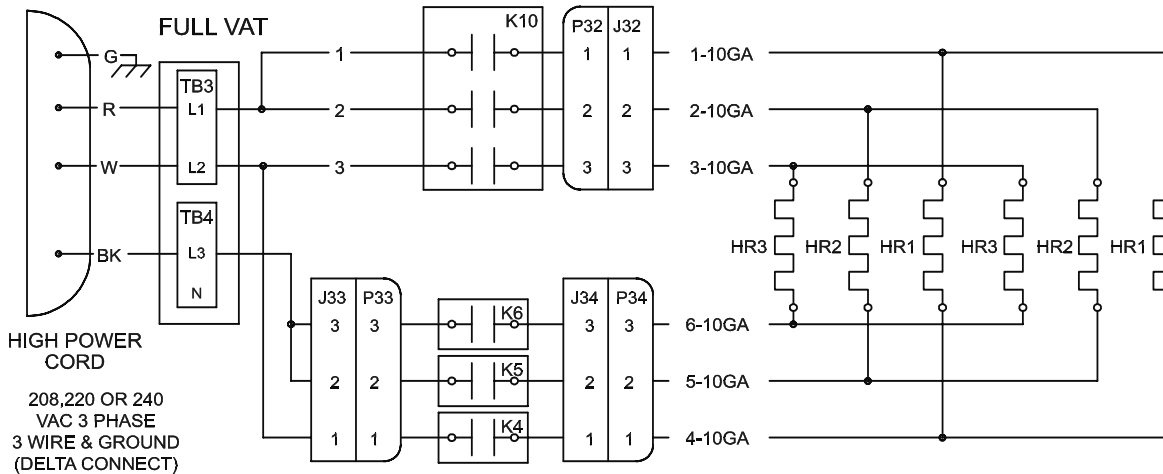 FULL VAT
K10
P32 J32
G
1
1 1
1-10GA
TB3
R
L1
2
2 2
2-10GA
W
L2
3
3 3
3-10GA
TB4
BK
L3
N
HR3
HR2
HR1
HR3
HR2
HR1
J33 P33
J34 P34
K6
3 3
3 3
6-10GA
K5
2 2
2 2
5-10GA
K4
1 1
1 1
4-10GA
HIGH POWER
CORD
208,220 OR 240
VAC 3 PHASE
3 WIRE & GROUND
(DELTA CONNECT)